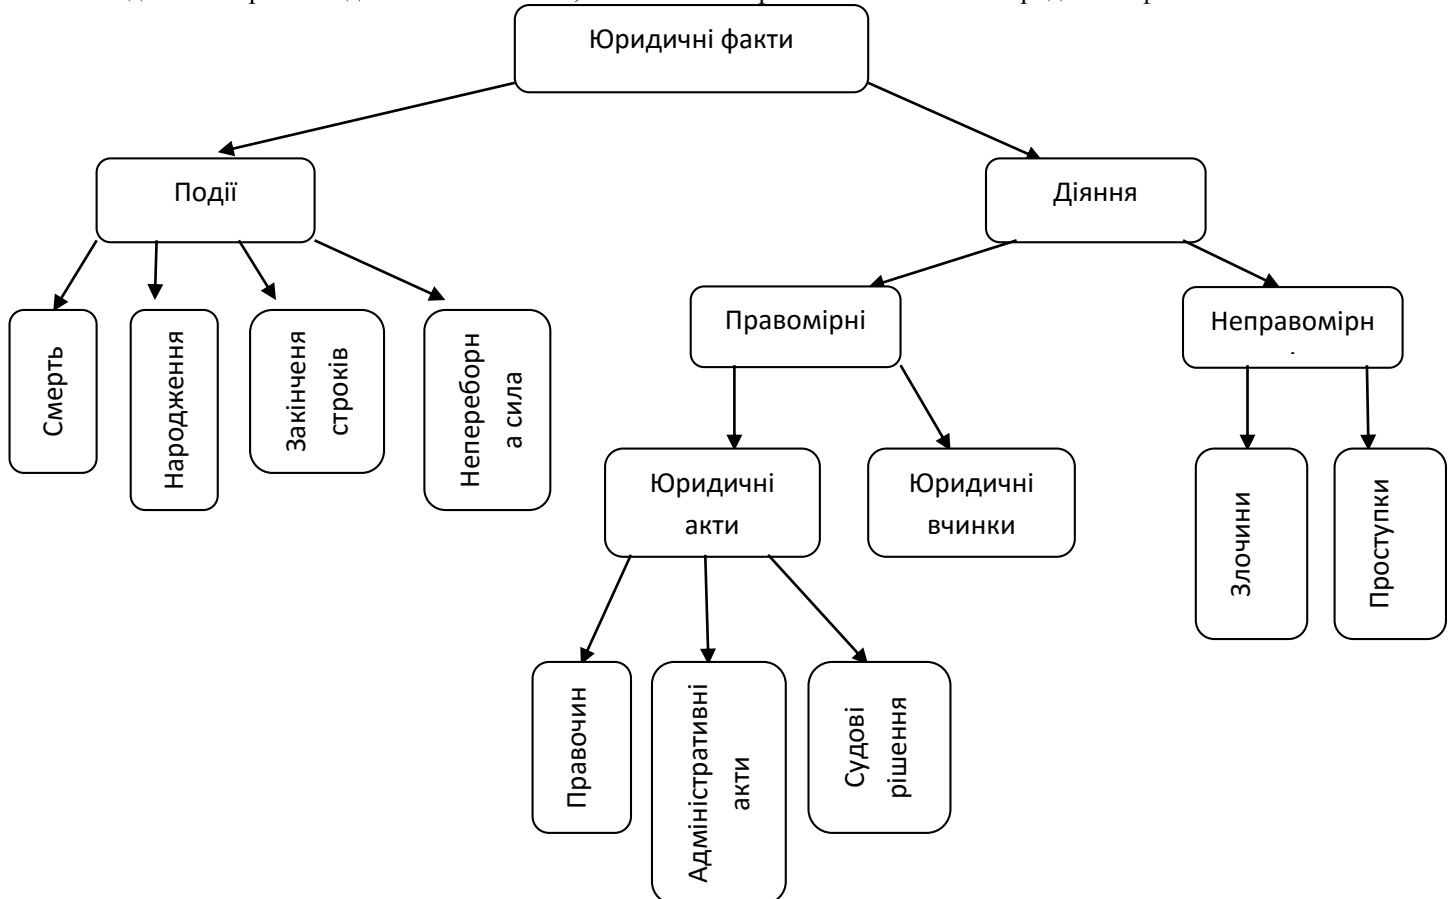 Юридичні факти
Події
Діяння
Правомірні
Неправомірн
Смерть
Народження
Закінченя
строків
Непереборн
а сила
Юридичні
акти
Юридичні
вчинки
Злочини
Проступки
Правочин
Адміністративні
акти
Судові
рішення